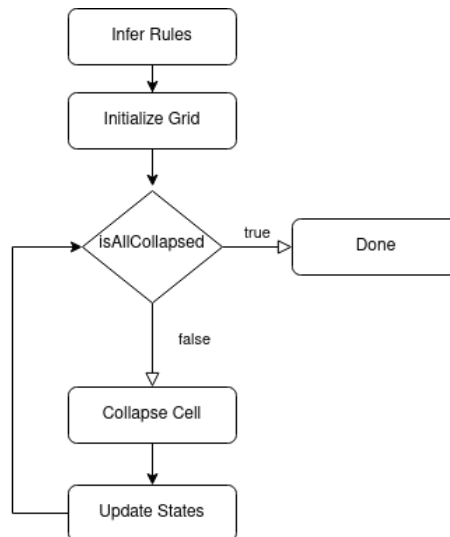 Infer Rules
Initialize Grid
isAllCollapsed
true
Done
false
Collapse Cell
Update States